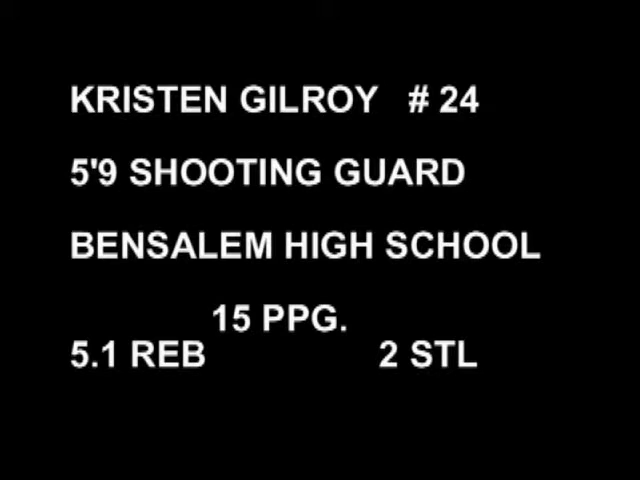 KRISTEN GILROY # 24
5'9 SHOOTING GUARD
BENSALEM HIGH SCHOOL
15 PPG.
5.1 REB 2 STL